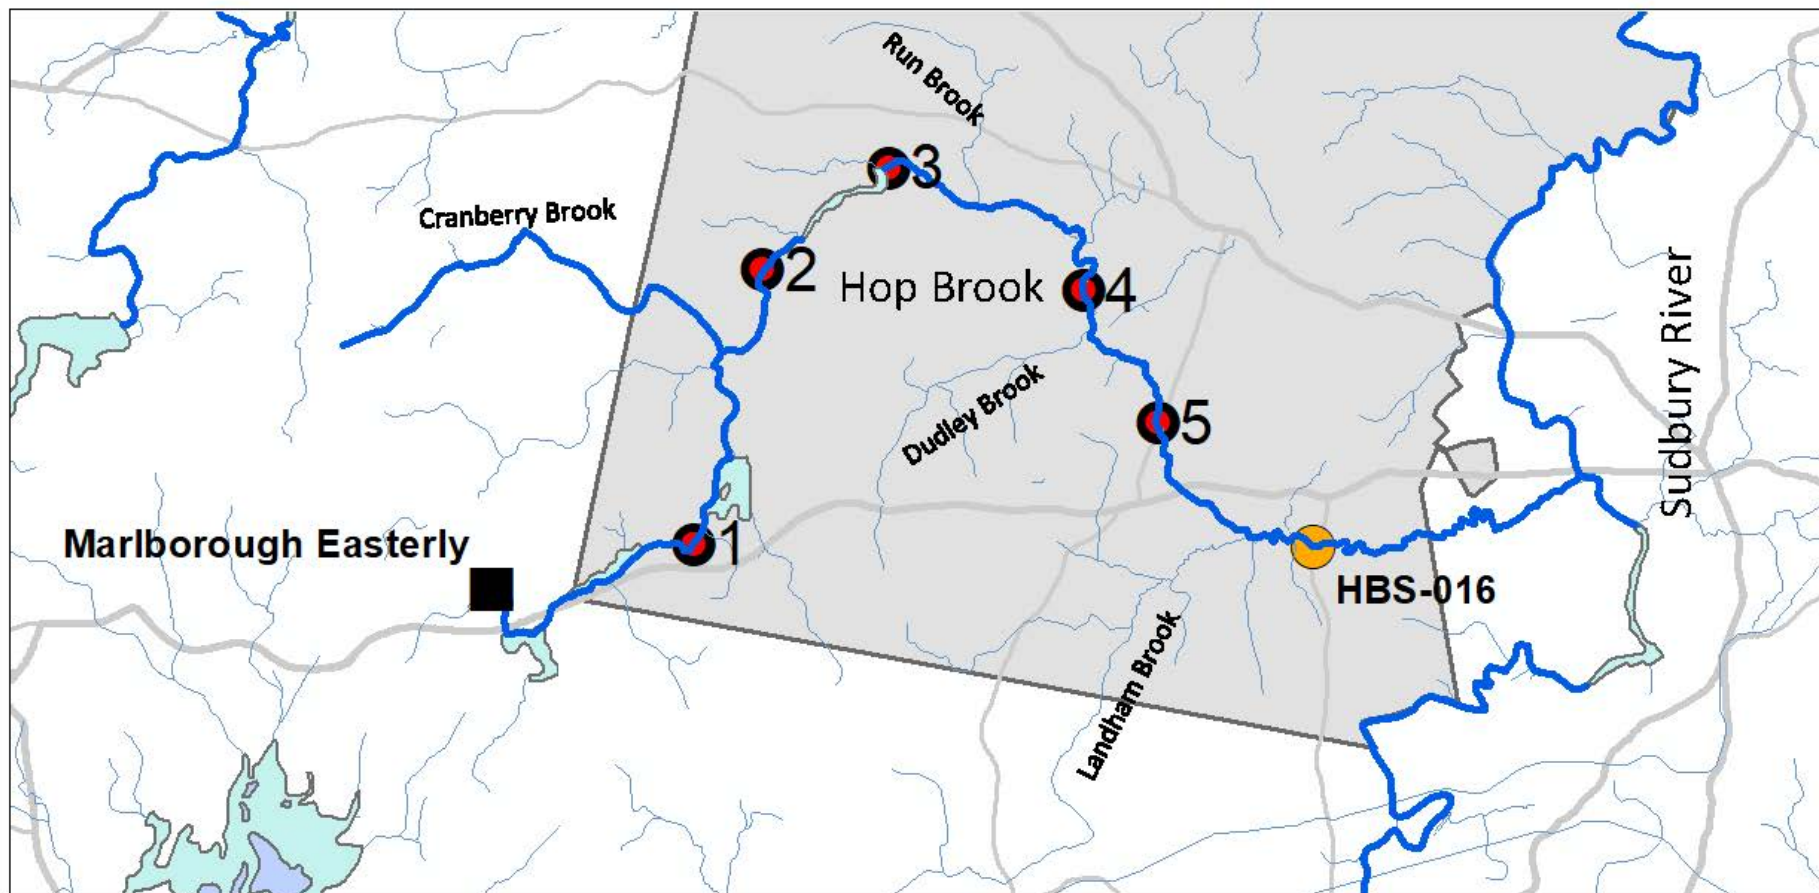 Run Brook
3
Cranberry Brook
2
Hop Brook
4
Sudbury River
Dudley Brook
5
Marlborough Easterly
1
HBS-016
Landham Brook